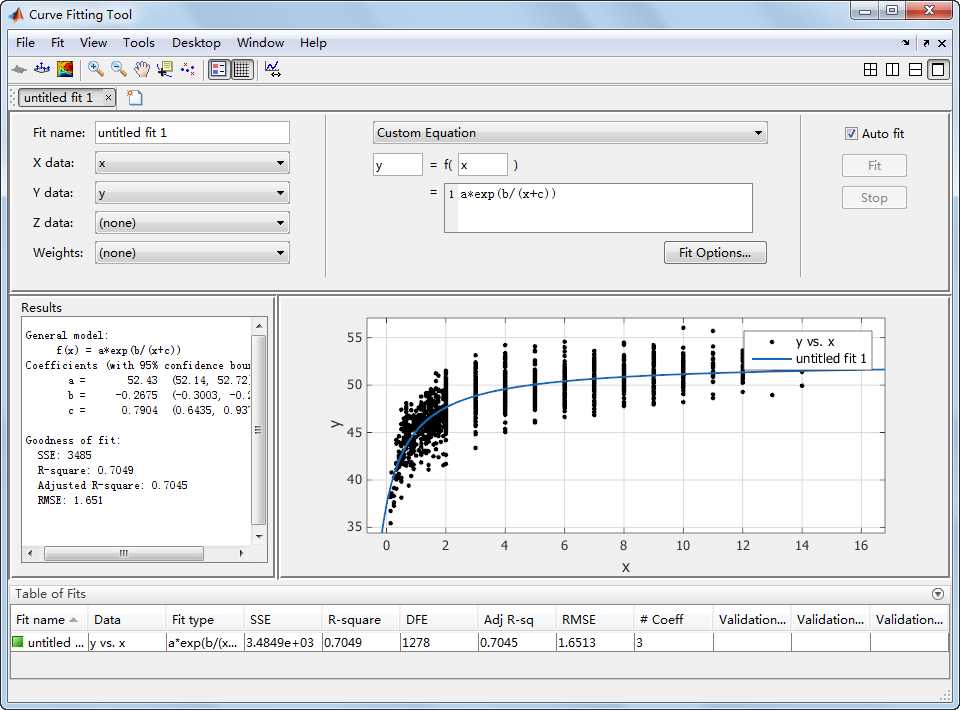 Curve Fitting Tool
File Fit View Tools Desktop Window Help
untitled fit 1
Fit name: untitled fit 1
X data: x
Y data: y
Z data: (none)
Weights: (none)
Custom Equation
y = f( x )
= 1 a*exp(b/(x+c))
Fit Options...
Auto fit
Fit
Stop
Results
General model:
f(x) = a*exp(b/(x+c))
Coefficients (with 95% confidence boun
a = 52.43 (52.14, 52.72)
b = -0.2675 (-0.3003, -0.2
c = 0.7904 (0.6435, 0.937
Goodness of fit:
SSE: 3485
R-square: 0.7049
Adjusted R-square: 0.7045
RMSE: 1.651
55
50
45
40
35
y
0 2 4 6 8 10 12 14 16
x
y vs. x
untitled fit 1
Table of Fits
Fit name Data Fit type SSE R-square DFE Adj R-sq RMSE # Coeff Validation... Validation... Validation...
untitled ... y vs. x a*exp(b/(x... 3.4849e+03 0.7049 1278 0.7045 1.6513 3